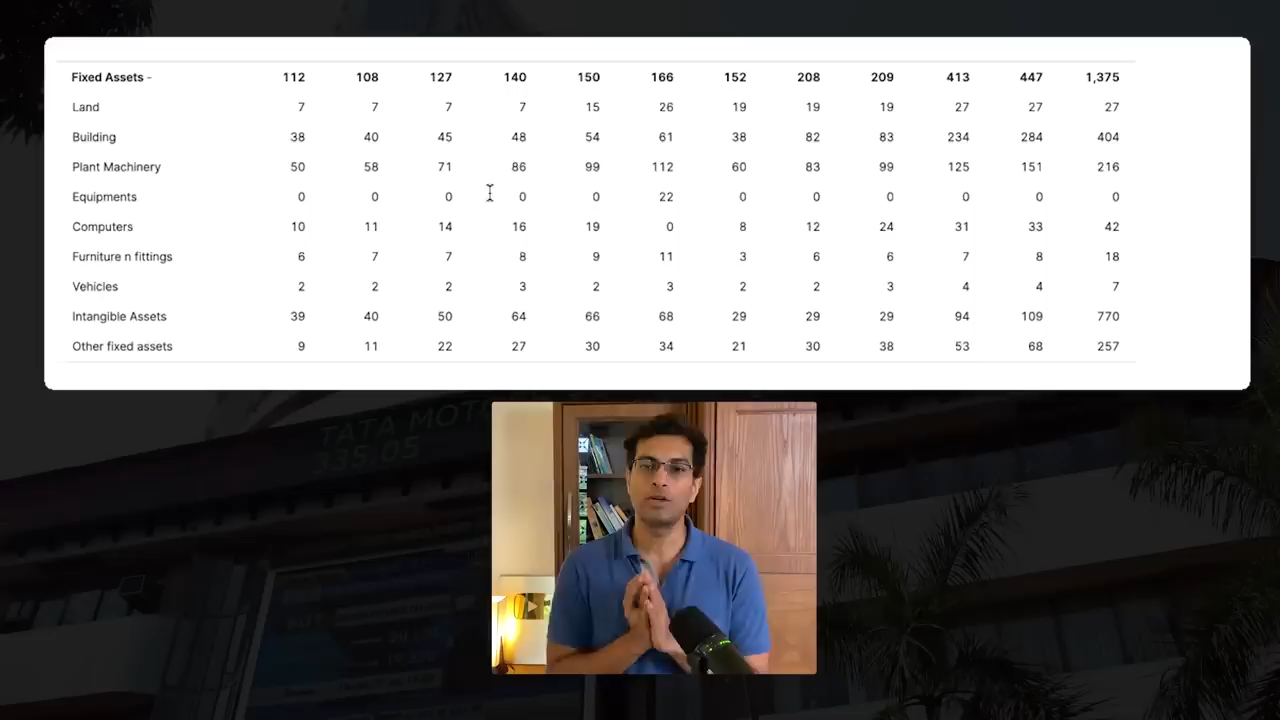 Fixed Assets - 112 108 127 140 150 166 152 208 209 413 447 1,375
Land 7 7 7 7 15 26 19 19 19 27 27 27
Building 38 40 45 48 54 61 38 82 83 234 284 404
Plant Machinery 50 58 71 86 99 112 60 83 99 125 151 216
Equipments 0 0 0 0 0 22 0 0 0 0 0 0
Computers 10 11 14 16 19 0 8 12 24 31 33 42
Furniture n fittings 6 7 7 8 9 11 3 6 6 7 8 18
Vehicles 2 2 2 3 2 3 2 2 3 4 4 7
Intangible Assets 39 40 50 64 66 68 29 29 29 94 109 770
Other fixed assets 9 11 22 27 30 34 21 30 38 53 68 257
TATA MOTO
335.05